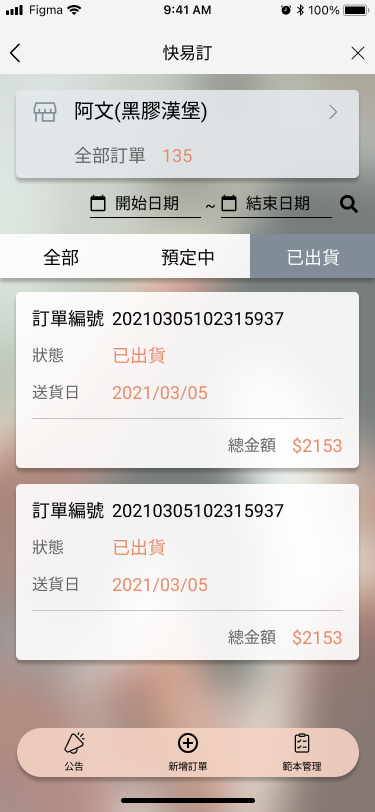 Figma 9:41 AM 100%
快易訂
阿文(黑膠漢堡)
全部訂單 135
開始日期 ~ 結束日期
全部 預定中 已出貨
訂單編號 20210305102315937
狀態 已出貨
送貨日 2021/03/05
總金額 $2153
訂單編號 20210305102315937
狀態 已出貨
送貨日 2021/03/05
總金額 $2153
公告 新增訂單 範本管理